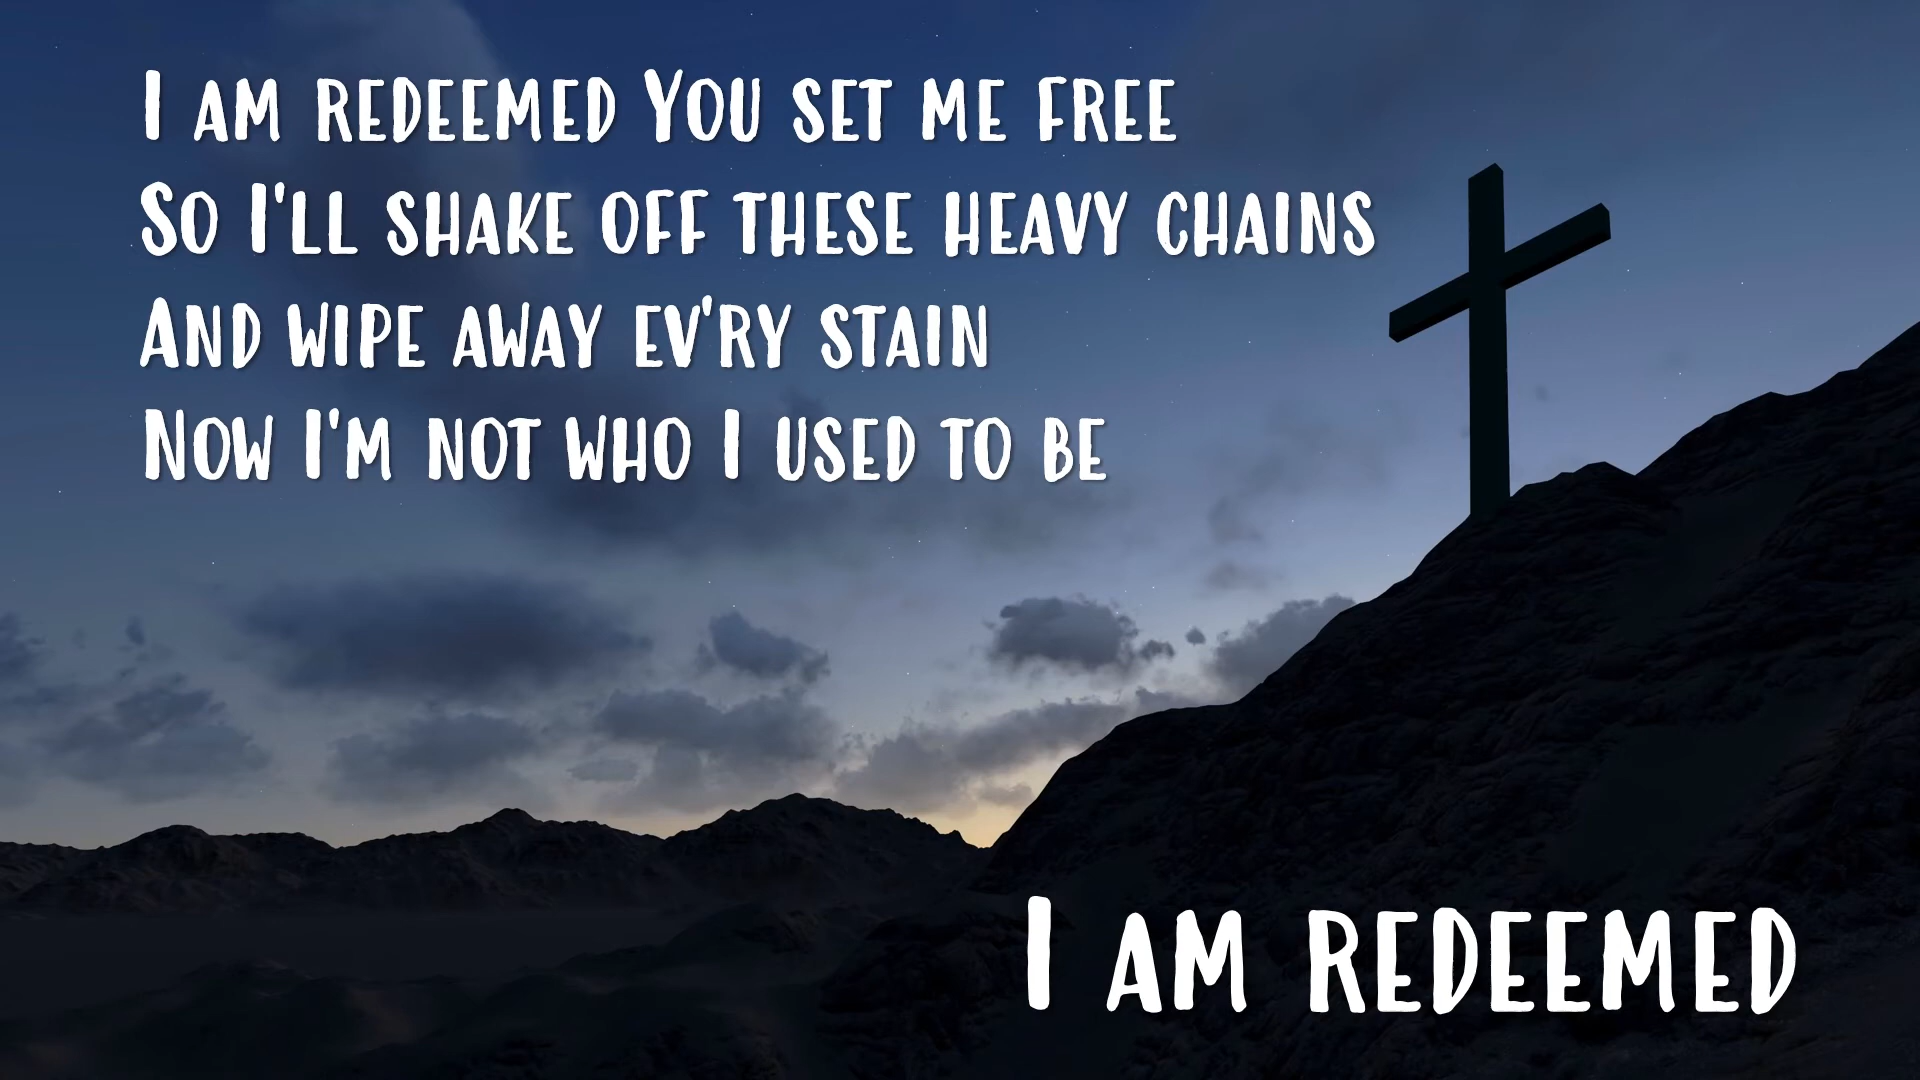 I am redeemed You set me free
So I'll shake off these heavy chains
And wipe away ev'ry stain
Now I'm not who I used to be
I am redeemed